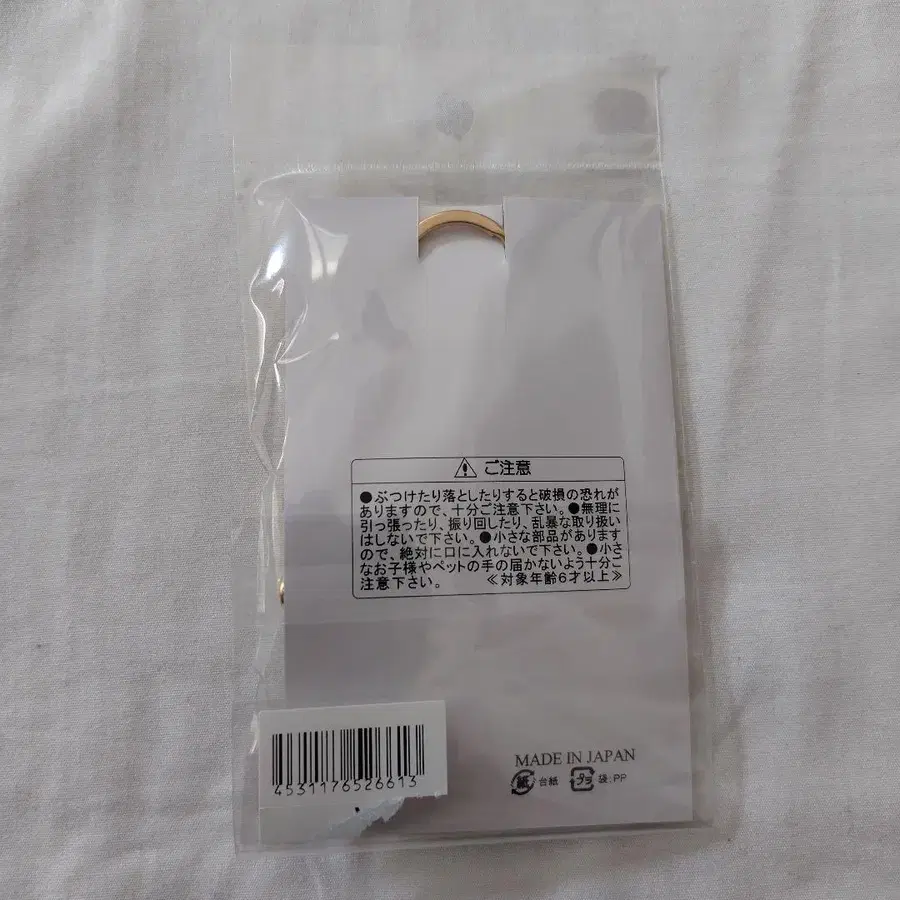 ご注意
●ぶつけたり落としたりすると破損の恐れが
ありますので、十分ご注意下さい。●無理に
引っ張ったり、振り回したり、乱暴な取り扱い
はしないで下さい。●小さな部品があります
ので、絶対に口に入れないで下さい。●小さ
なお子様やペットの手の届かないよう十分ご
注意下さい。 ≪対象年齢6才以上≫
4531176526613
MADE IN JAPAN
紙 台紙 プラ 袋:PP